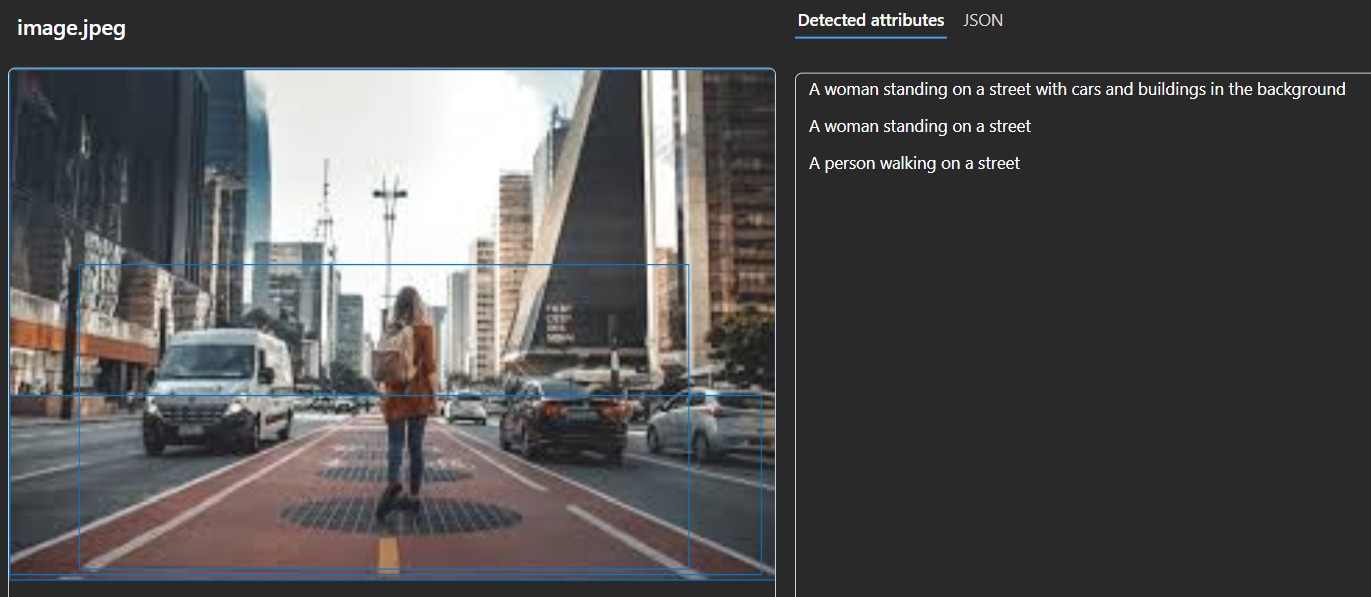 image.jpeg
Detected attributes JSON
A woman standing on a street with cars and buildings in the background
A woman standing on a street
A person walking on a street